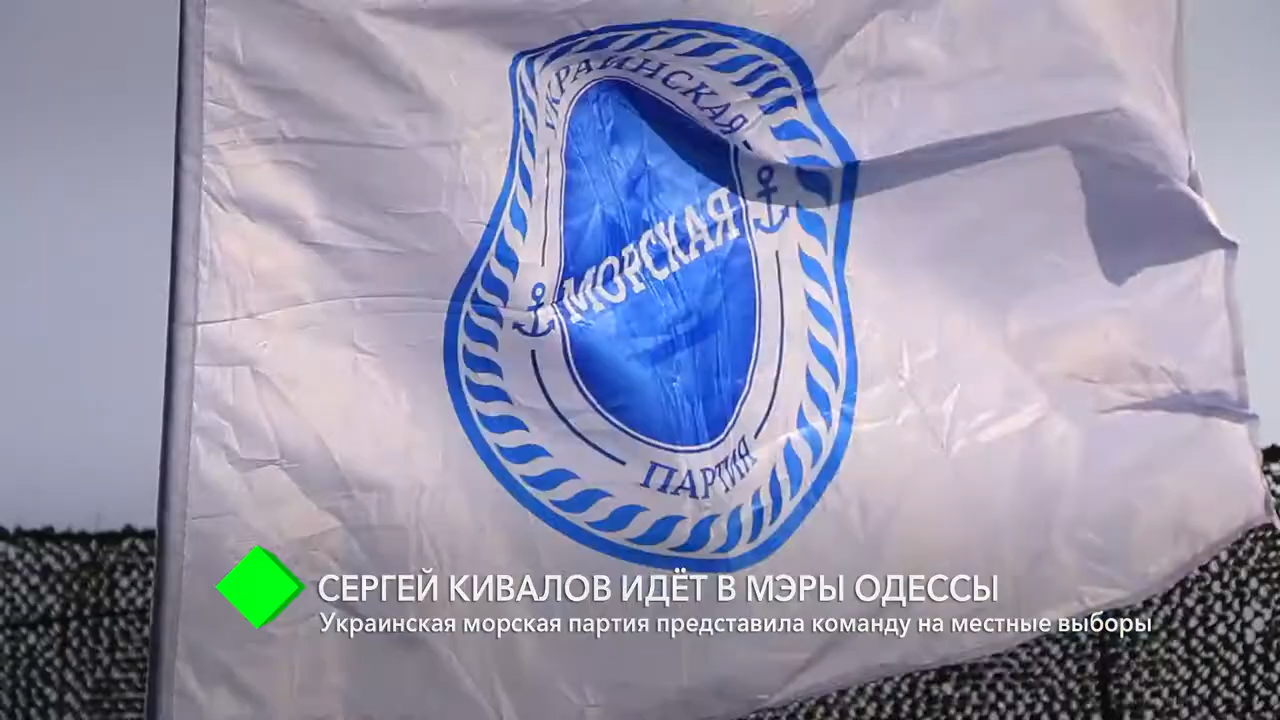 УКРАИНСКАЯ
МОРСКАЯ
ПАРТИЯ
СЕРГЕЙ КИВАЛОВ ИДЁТ В МЭРЫ ОДЕССЫ
Украинская морская партия представила команду на местные выборы